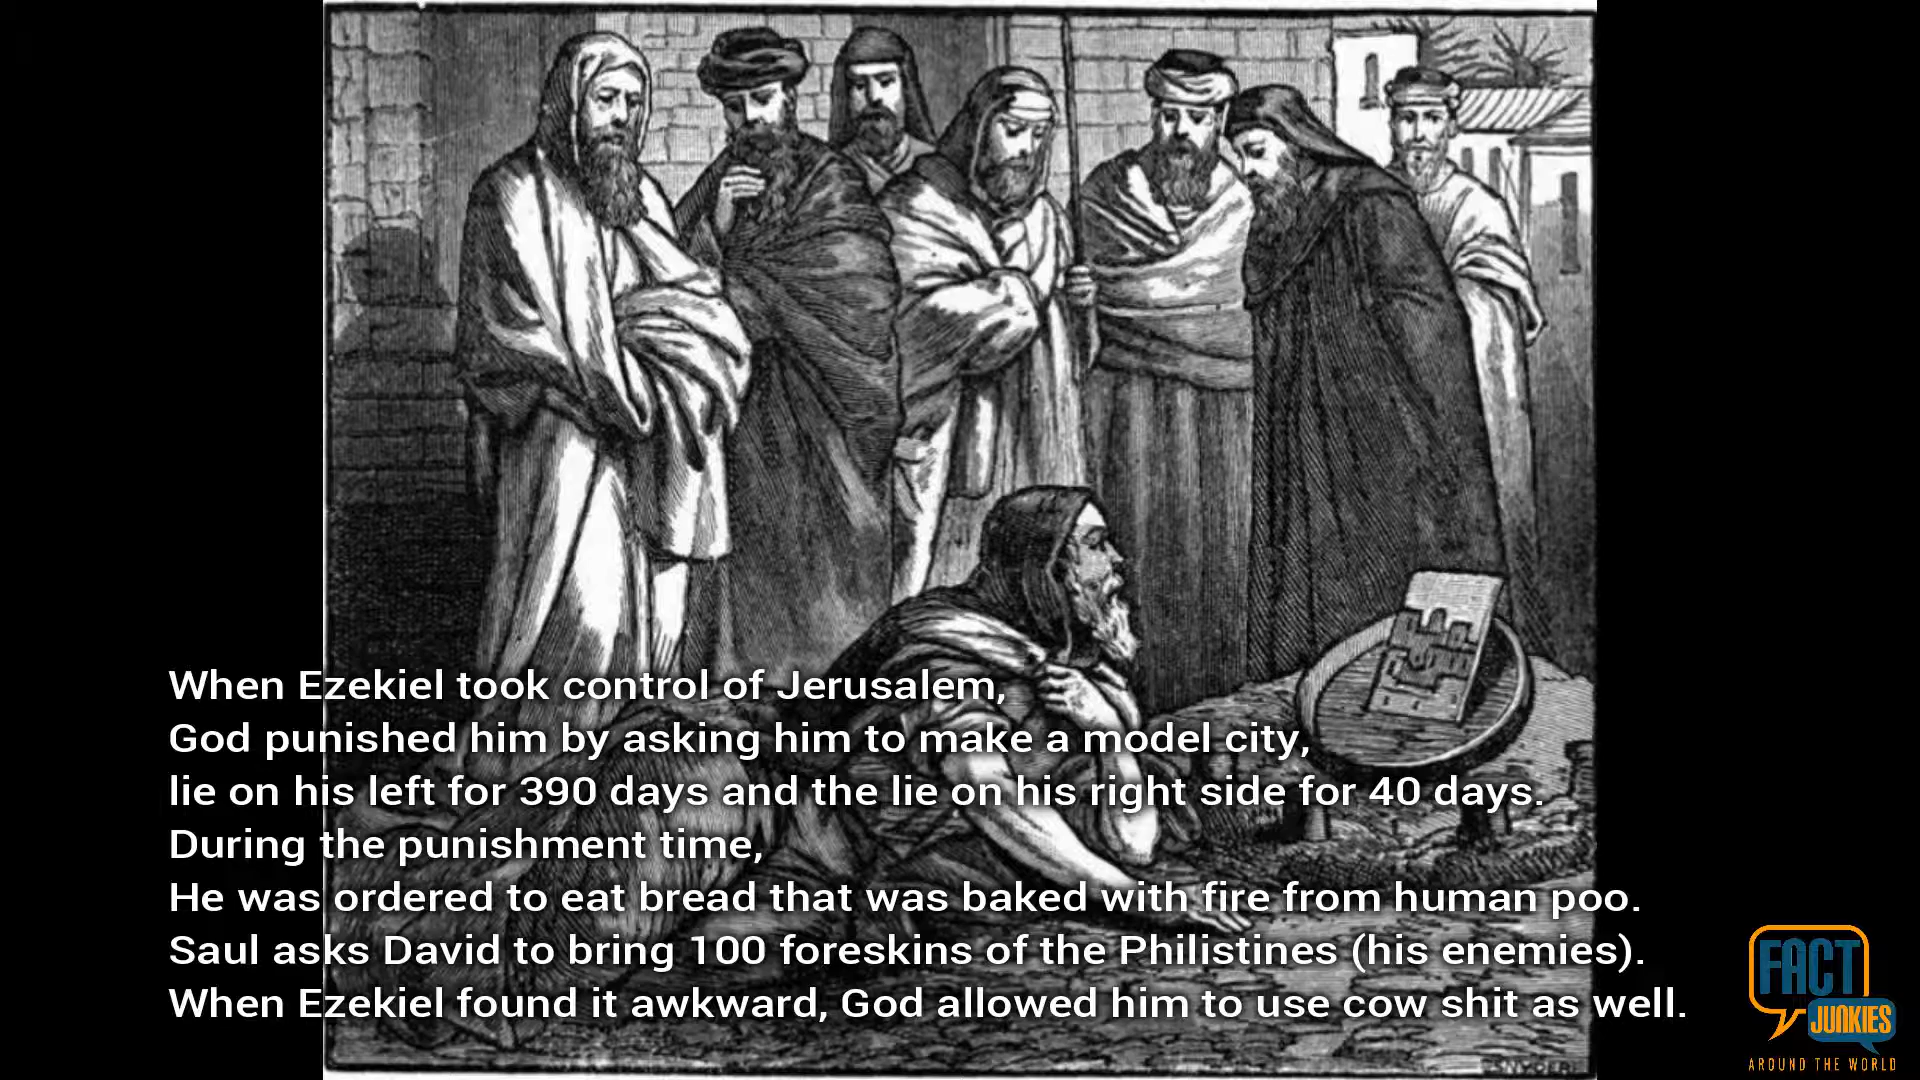 When Ezekiel took control of Jerusalem,
God punished him by asking him to make a model city,
lie on his left for 390 days and the lie on his right side for 40 days.
During the punishment time,
He was ordered to eat bread that was baked with fire from human poo.
Saul asks David to bring 100 foreskins of the Philistines (his enemies).
When Ezekiel found it awkward, God allowed him to use cow shit as well.
FACT
JUNKIES
AROUND THE WORLD